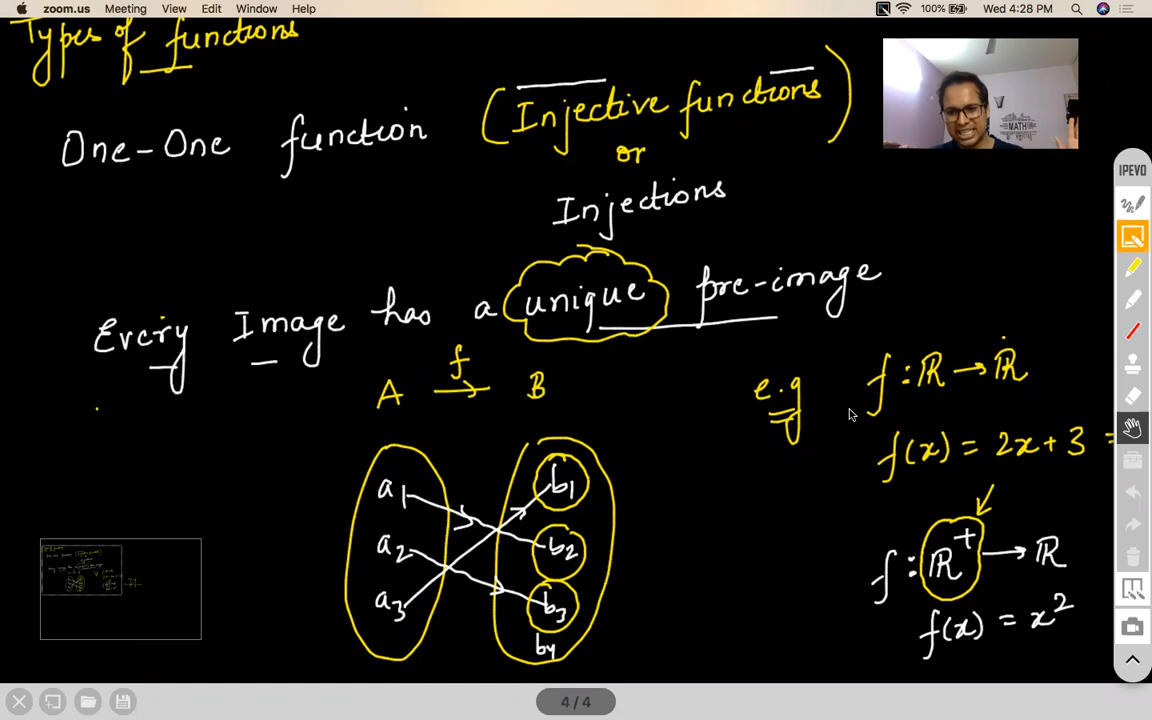 zoom.us Edit View Window Help 100% Wed 4:28 PM
Types of functions
One-One function (Injective functions)
or
Injections
MATH
IPEVO
Every Image has a unique pre-image
A f B
e.g f : ℝ → ℝ
f(x) = 2x+3 =
a1 b1
a2 b2
a3 b3
b4
f : ℝ+ → ℝ
f(x) = x²
4/4